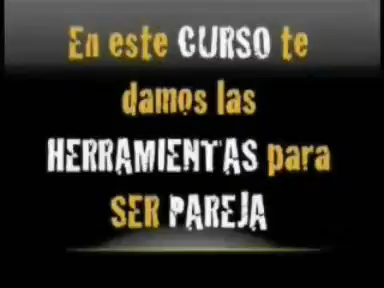 En este CURSO te
damos las
HERRAMIENTAS para
SER PAREJA